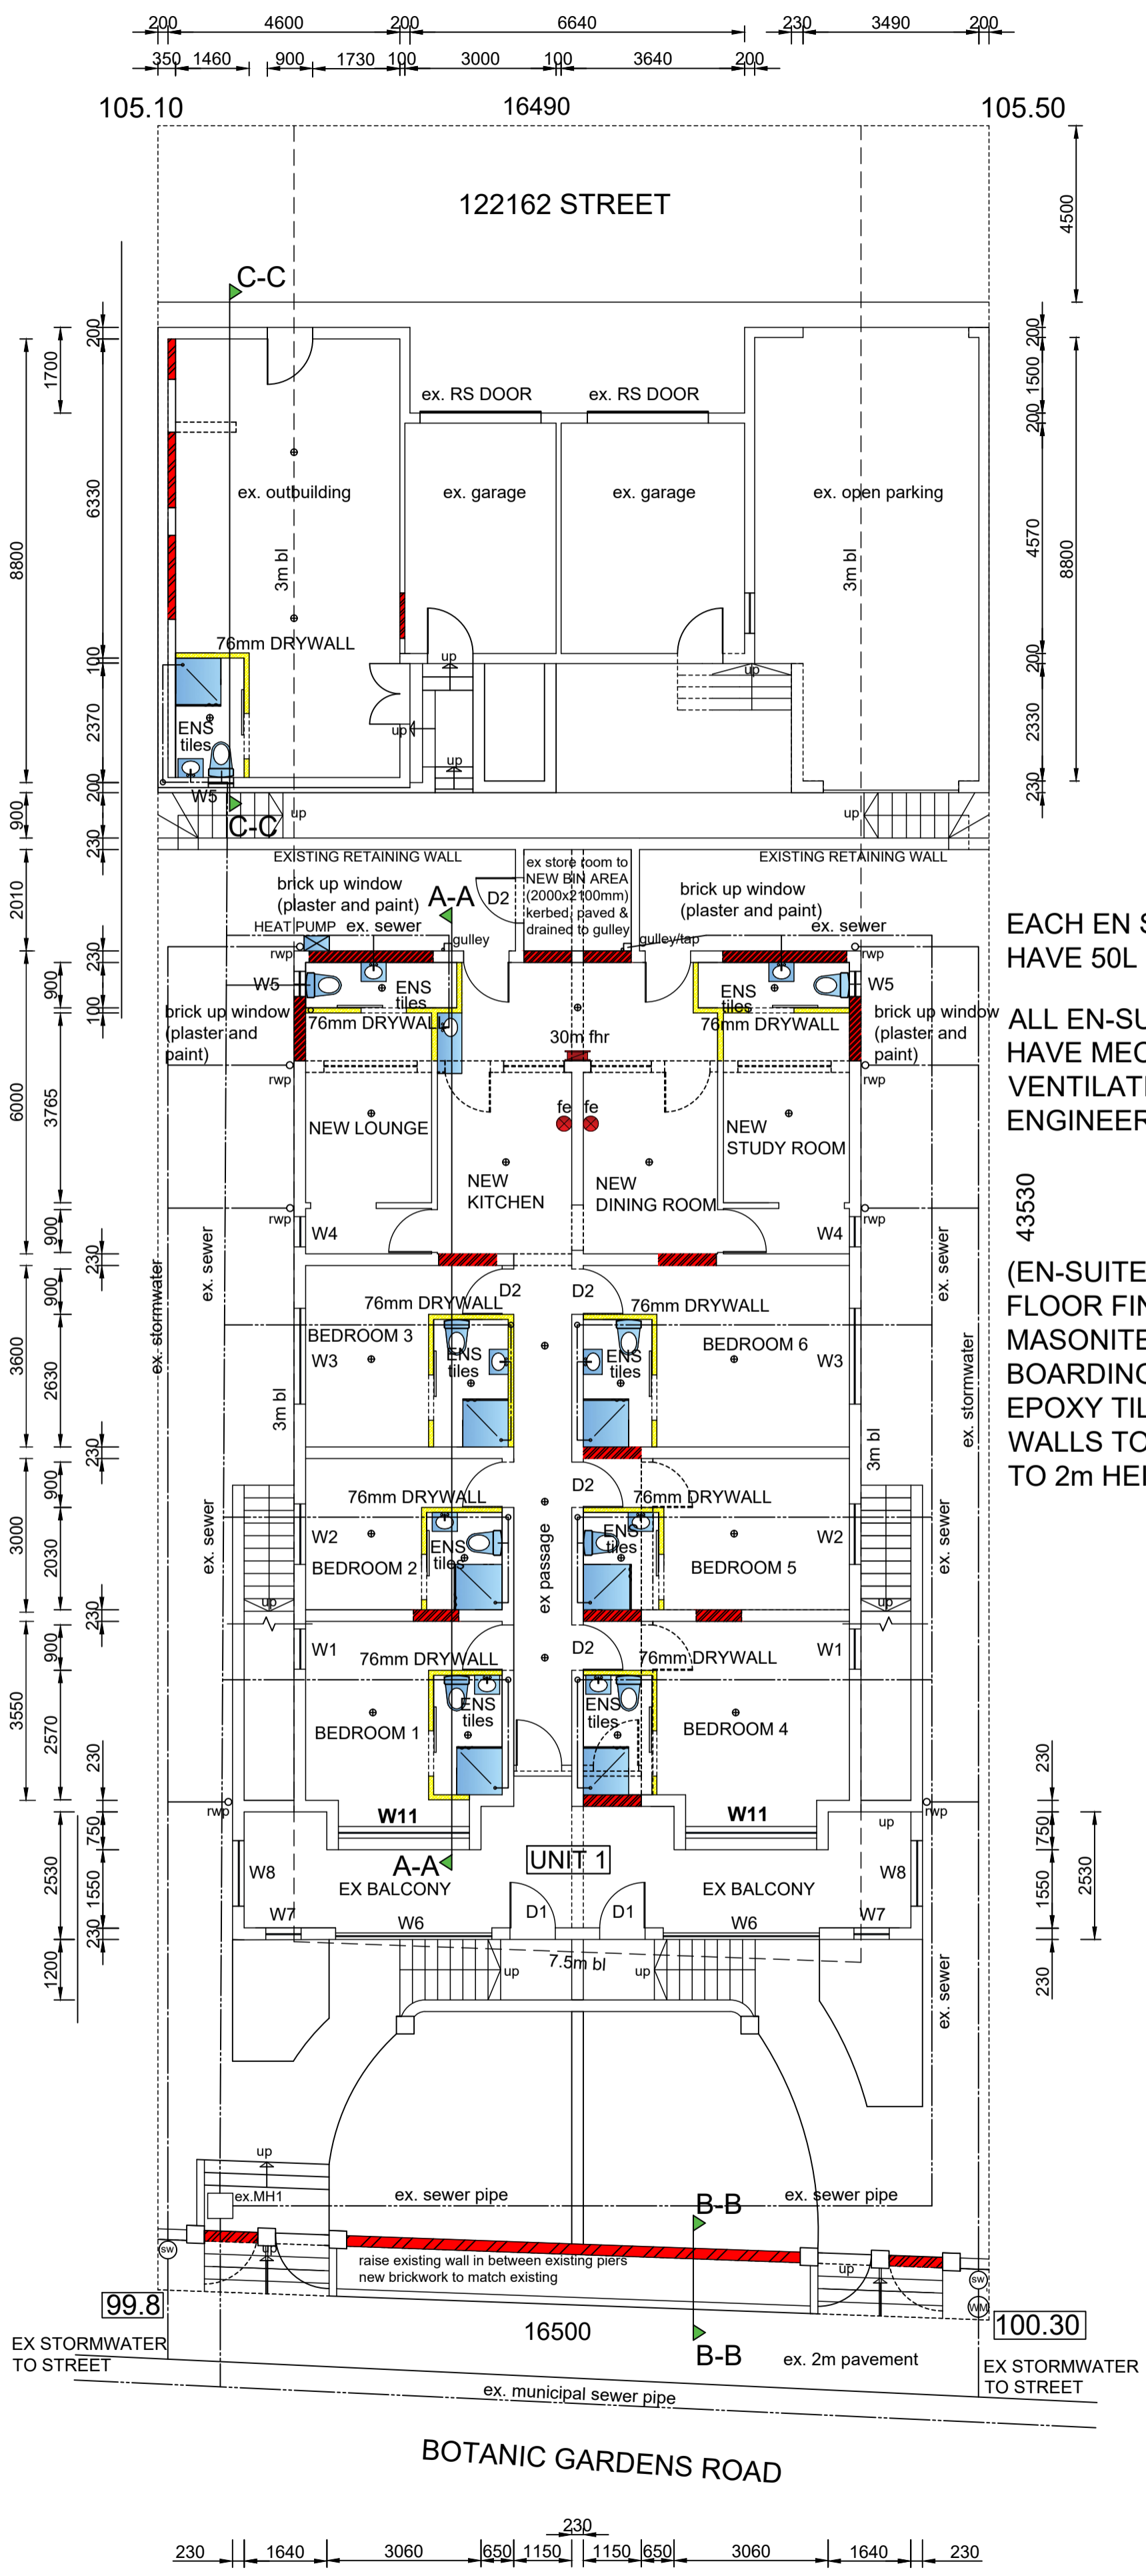 200 4600 200 6640 230 3490 200
350 1460 900 1730 100 3000 100 3640 200
105.10 16490 105.50
122162 STREET
4500
C-C
200
1700
8800
6330
100
2370
200
900
230
2010
200
1500
200
4570
8800
200
2330
230
ex. RS DOOR ex. RS DOOR
ex. outbuilding ex. garage ex. garage ex. open parking
3m bl 3m bl
76mm DRYWALL
up
up
up
up
ENS
tiles
W5
C-C
up up
EXISTING RETAINING WALL
EXISTING RETAINING WALL
brick up window
(plaster and paint)
A-A
D2
ex store room to
NEW BIN AREA
(2000x2100mm)
kerbed, paved &
drained to gulley
brick up window
(plaster and paint)
HEAT PUMP ex. sewer
gulley
gulley/tap
ex. sewer
rwp rwp
W5 W5
ENS
tiles
ENS
tiles
76mm DRYWALL 76mm DRYWALL
brick up window
(plaster and
paint)
brick up window
(plaster and
paint)
30m fhr
rwp rwp
fe fe
NEW LOUNGE
NEW
STUDY ROOM
NEW
KITCHEN
NEW
DINING ROOM
rwp rwp
W4 W4
EACH EN S
HAVE 50L
ALL EN-SU
HAVE MEC
VENTILATI
ENGINEER
43530
(EN-SUITE
FLOOR FIN
MASONITE
BOARDING
EPOXY TIL
WALLS TO
TO 2m HEI
230
900
100
6000
3765
900
230
900
3600
2630
230
900
3000
2030
230
900
3550
2570
230
750
2530
1550
230
1200
ex. stormwater
ex. sewer
ex. sewer
ex. sewer
ex. sewer
ex. stormwater
3m bl
3m bl
D2 D2
76mm DRYWALL 76mm DRYWALL
BEDROOM 3
BEDROOM 6
W3 W3
ENS
tiles
ENS
tiles
D2
76mm DRYWALL 76mm DRYWALL
W2 W2
ENS
tiles
ENS
tiles
BEDROOM 2
BEDROOM 5
ex passage
up up
W1 W1
D2
76mm DRYWALL 76mm DRYWALL
ENS
tiles
ENS
tiles
BEDROOM 1 BEDROOM 4
rwp rwp
W11 W11
up
A-A
UNIT 1
W8 W8
EX BALCONY EX BALCONY
W7 W6 D1 D1 W6 W7
230
750
1550
2530
230
7.5m bl
up up
ex. sewer
up
ex.MH1
ex. sewer pipe ex. sewer pipe
B-B
sw
up
raise existing wall in between existing piers
new brickwork to match existing
up
sw
WM
99.8 100.30
16500
B-B
ex. 2m pavement
EX STORMWATER
TO STREET
EX STORMWATER
TO STREET
ex. municipal sewer pipe
BOTANIC GARDENS ROAD
230
230 1640 3060 650 1150 1150 650 3060 1640 230